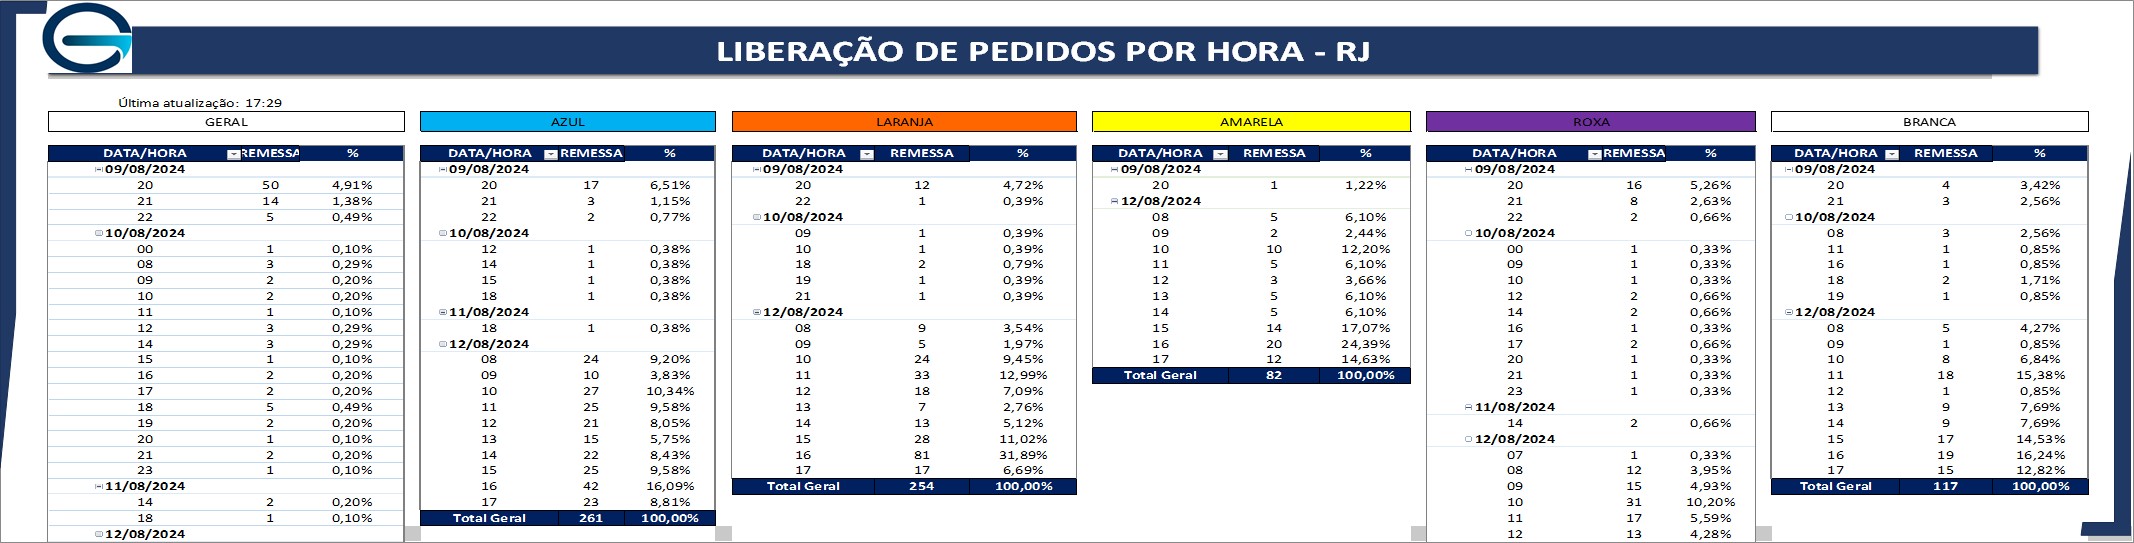 LIBERAÇÃO DE PEDIDOS POR HORA - RJ
Última atualização: 17:29
GERAL
DATA/HORA REMESSA %
09/08/2024
20 50 4,91%
21 14 1,38%
22 5 0,49%
10/08/2024
00 1 0,10%
08 3 0,29%
09 2 0,20%
10 2 0,20%
11 1 0,10%
12 3 0,29%
14 3 0,29%
15 1 0,10%
16 2 0,20%
17 2 0,20%
18 5 0,49%
19 2 0,20%
20 1 0,10%
21 2 0,20%
23 1 0,10%
11/08/2024
14 2 0,20%
18 1 0,10%
12/08/2024
AZUL
DATA/HORA REMESSA %
09/08/2024
20 17 6,51%
21 3 1,15%
22 2 0,77%
10/08/2024
12 1 0,38%
14 1 0,38%
15 1 0,38%
18 1 0,38%
11/08/2024
18 1 0,38%
12/08/2024
08 24 9,20%
09 10 3,83%
10 27 10,34%
11 25 9,58%
12 21 8,05%
13 15 5,75%
14 22 8,43%
15 25 9,58%
16 42 16,09%
17 23 8,81%
Total Geral 261 100,00%
LARANJA
DATA/HORA REMESSA %
09/08/2024
20 12 4,72%
22 1 0,39%
10/08/2024
09 1 0,39%
10 1 0,39%
18 2 0,79%
19 1 0,39%
21 1 0,39%
12/08/2024
08 9 3,54%
09 5 1,97%
10 24 9,45%
11 33 12,99%
12 18 7,09%
13 7 2,76%
14 13 5,12%
15 28 11,02%
16 81 31,89%
17 17 6,69%
Total Geral 254 100,00%
AMARELA
DATA/HORA REMESSA %
09/08/2024
20 1 1,22%
12/08/2024
08 5 6,10%
09 2 2,44%
10 10 12,20%
11 5 6,10%
12 3 3,66%
13 5 6,10%
14 5 6,10%
15 14 17,07%
16 20 24,39%
17 12 14,63%
Total Geral 82 100,00%
ROXA
DATA/HORA REMESSA %
09/08/2024
20 16 5,26%
21 8 2,63%
22 2 0,66%
10/08/2024
00 1 0,33%
09 1 0,33%
10 1 0,33%
12 2 0,66%
14 2 0,66%
16 1 0,33%
17 2 0,66%
20 1 0,33%
21 1 0,33%
23 1 0,33%
11/08/2024
14 2 0,66%
12/08/2024
07 1 0,33%
08 12 3,95%
09 15 4,93%
10 31 10,20%
11 17 5,59%
12 13 4,28%
BRANCA
DATA/HORA REMESSA %
09/08/2024
20 4 3,42%
21 3 2,56%
10/08/2024
08 3 2,56%
11 1 0,85%
16 1 0,85%
18 2 1,71%
19 1 0,85%
12/08/2024
08 5 4,27%
09 1 0,85%
10 8 6,84%
11 18 15,38%
12 1 0,85%
13 9 7,69%
14 9 7,69%
15 17 14,53%
16 19 16,24%
17 15 12,82%
Total Geral 117 100,00%